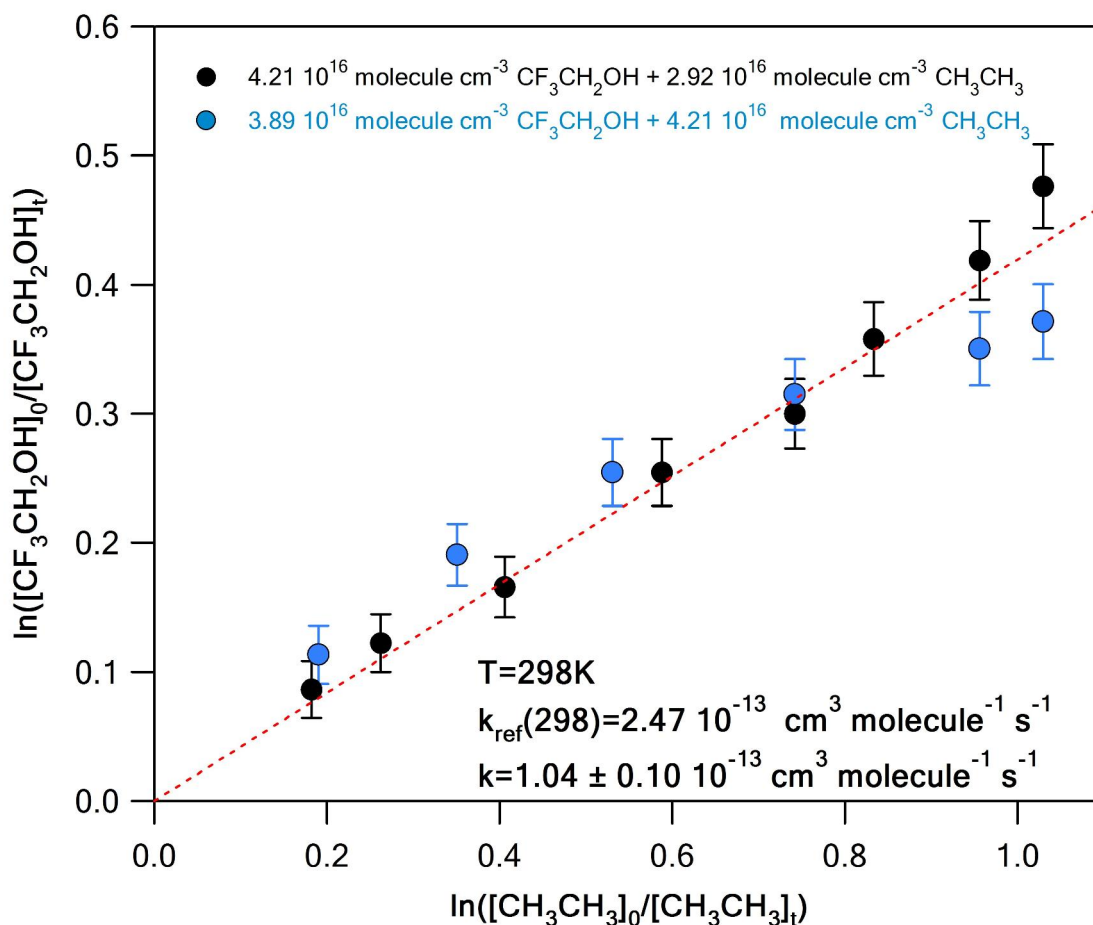 0.6
4.21 10¹⁶ molecule cm⁻³ CF₃CH₂OH + 2.92 10¹⁶ molecule cm⁻³ CH₃CH₃
3.89 10¹⁶ molecule cm⁻³ CF₃CH₂OH + 4.21 10¹⁶ molecule cm⁻³ CH₃CH₃
0.5
0.4
0.3
0.2
0.1
0.0
ln([CF₃CH₂OH]₀/[CF₃CH₂OH]ₜ)
T=298K
k_ref(298)=2.47 10⁻¹³ cm³ molecule⁻¹ s⁻¹
k=1.04 ± 0.10 10⁻¹³ cm³ molecule⁻¹ s⁻¹
0.0 0.2 0.4 0.6 0.8 1.0
ln([CH₃CH₃]₀/[CH₃CH₃]ₜ)